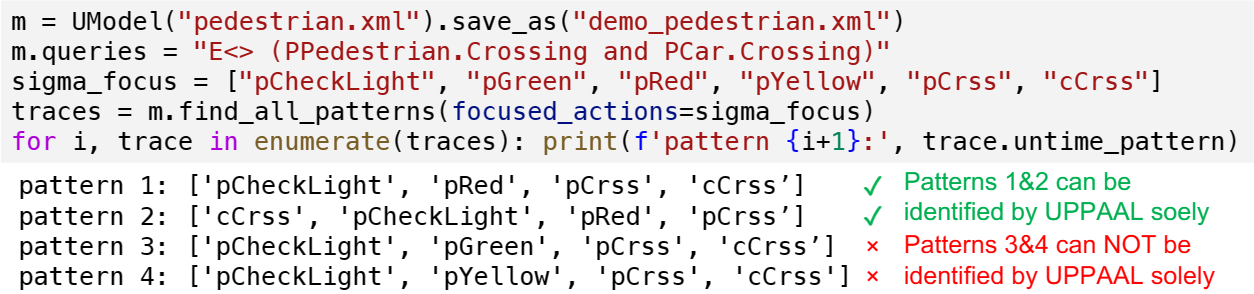 m = UModel("pedestrian.xml").save_as("demo_pedestrian.xml")
m.queries = "E<> (PPedestrian.Crossing and PCar.Crossing)"
sigma_focus = ["pCheckLight", "pGreen", "pRed", "pYellow", "pCrss", "cCrss"]
traces = m.find_all_patterns(focused_actions=sigma_focus)
for i, trace in enumerate(traces): print(f'pattern {i+1}:', trace.untime_pattern)
pattern 1: ['pCheckLight', 'pRed', 'pCrss', 'cCrss’] ✓ Patterns 1&2 can be
pattern 2: ['cCrss', 'pCheckLight', 'pRed', 'pCrss’] ✓ identified by UPPAAL soely
pattern 3: ['pCheckLight', 'pGreen', 'pCrss', 'cCrss’] × Patterns 3&4 can NOT be
pattern 4: ['pCheckLight', 'pYellow', 'pCrss', 'cCrss'] × identified by UPPAAL solely